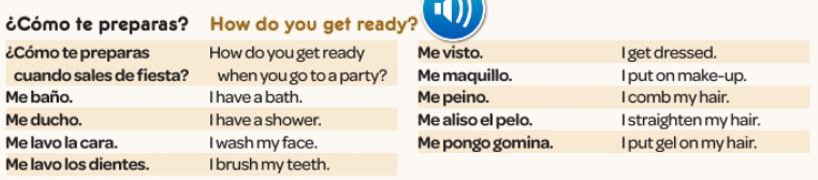 ¿Cómo te preparas? How do you get ready?
¿Cómo te preparas How do you get ready
cuando sales de fiesta? when you go to a party?
Me baño. I have a bath.
Me ducho. I have a shower.
Me lavo la cara. I wash my face.
Me lavo los dientes. I brush my teeth.
Me visto. I get dressed.
Me maquillo. I put on make-up.
Me peino. I comb my hair.
Me aliso el pelo. I straighten my hair.
Me pongo gomina. I put gel on my hair.